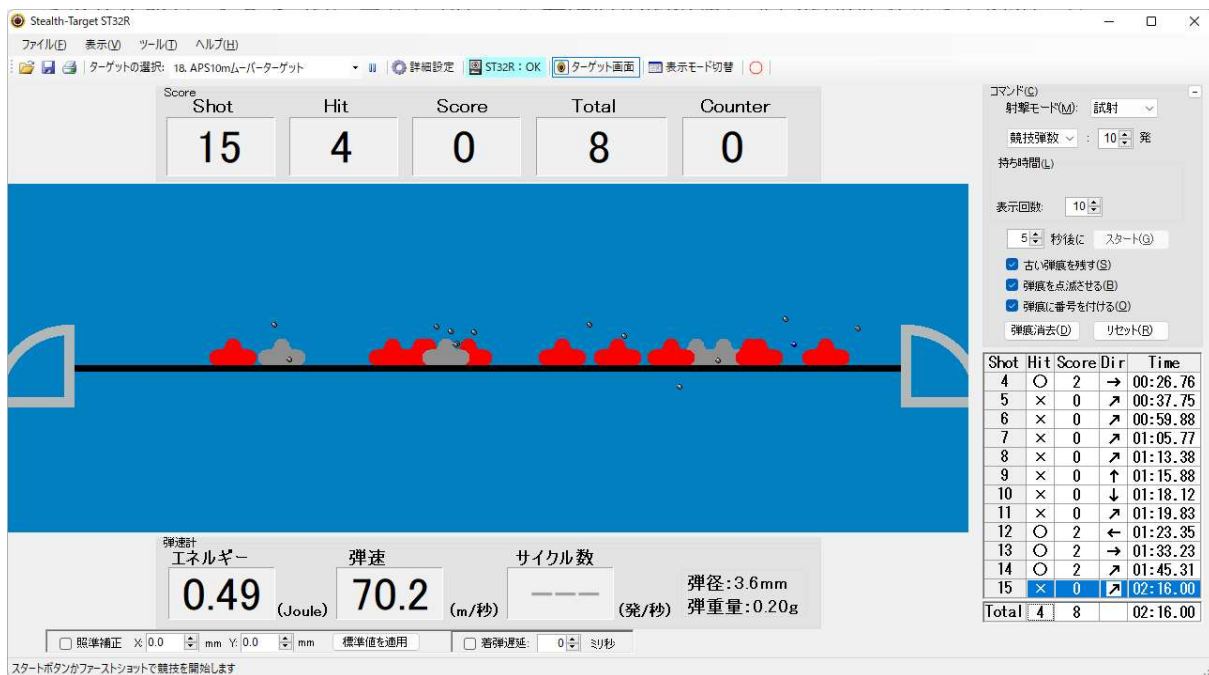 Stealth-Target ST32R
ファイル(F) 表示(V) ツール(T) ヘルプ(H)
ターゲットの選択: 18. APS10mムーバーターゲット 詳細設定 ST32R：OK ターゲット画面 表示モード切替
Score
Shot Hit Score Total Counter
15 4 0 8 0
コマンド(C)
射撃モード(M): 試射
競技弾数 : 10 発
持ち時間(L)
表示回数: 10
5 秒後に スタート(G)
古い弾痕を残す(S)
弾痕を点滅させる(B)
弾痕に番号を付ける(O)
弾痕消去(D) リセット(R)
Shot Hit Score Dir Time
4 ○ 2 → 00:26.76
5 × 0 ↗ 00:37.75
6 × 0 ↗ 00:59.88
7 × 0 ↗ 01:05.77
8 × 0 ↗ 01:13.38
9 × 0 ↑ 01:15.88
10 × 0 ↓ 01:18.12
11 × 0 ↗ 01:19.83
12 ○ 2 ← 01:23.35
13 ○ 2 → 01:33.23
14 ○ 2 ↗ 01:45.31
15 × 0 ↗ 02:16.00
Total 4 8 02:16.00
弾速計
エネルギー 弾速 サイクル数
0.49 (Joule) 70.2 (m/秒) --- (発/秒)
弾径:3.6mm
弾重量:0.20g
照準補正 X: 0.0 mm Y: 0.0 mm 標準値を適用 着弾遅延: 0 ミリ秒
スタートボタンかファーストショットで競技を開始します